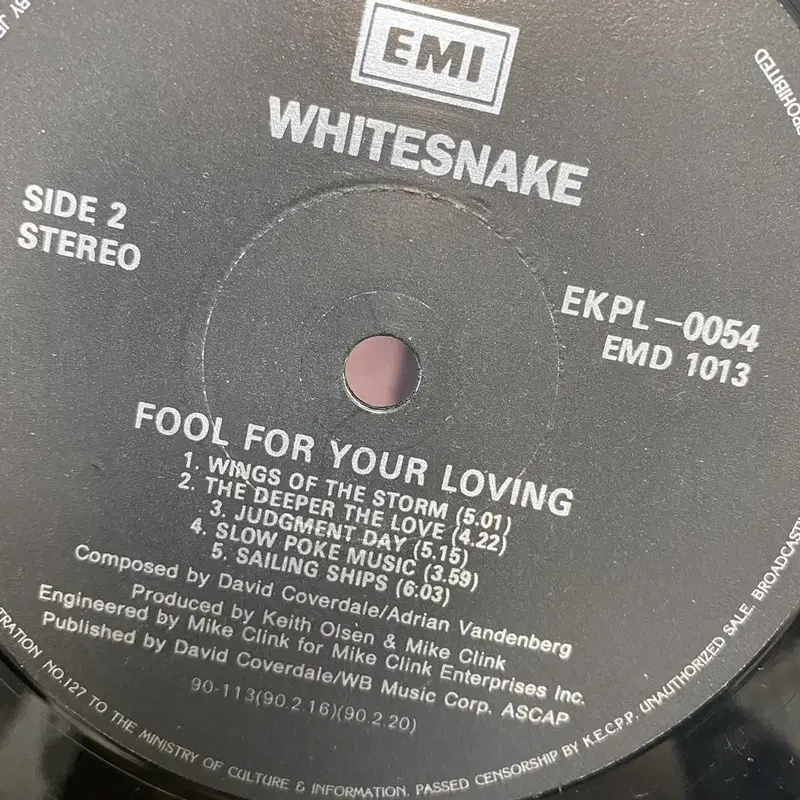 EMI
WHITESNAKE
SIDE 2
STEREO
EKPL—0054
EMD 1013
FOOL FOR YOUR LOVING
1. WINGS OF THE STORM (5.01)
2. THE DEEPER THE LOVE (4.22)
3. JUDGMENT DAY (5.15)
4. SLOW POKE MUSIC (3.59)
5. SAILING SHIPS (6:03)
Composed by David Coverdale/Adrian Vandenberg
Produced by Keith Olsen & Mike Clink
Engineered by Mike Clink for Mike Clink Enterprises Inc.
Published by David Coverdale/WB Music Corp. ASCAP
90-113(90.2.16)(90.2.20)
NO.127 TO THE MINISTRY OF CULTURE & INFORMATION. PASSED CENSORSHIP BY K.E.C.P.P. UNAUTHORIZED SALE. BROADCASTI
PROHIBITED
BY